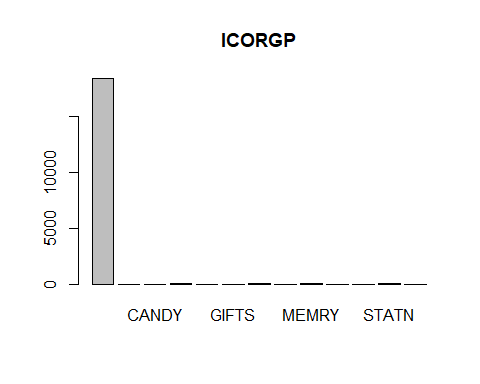 ICORGP
10000
5000
0
CANDY GIFTS MEMRY STATN